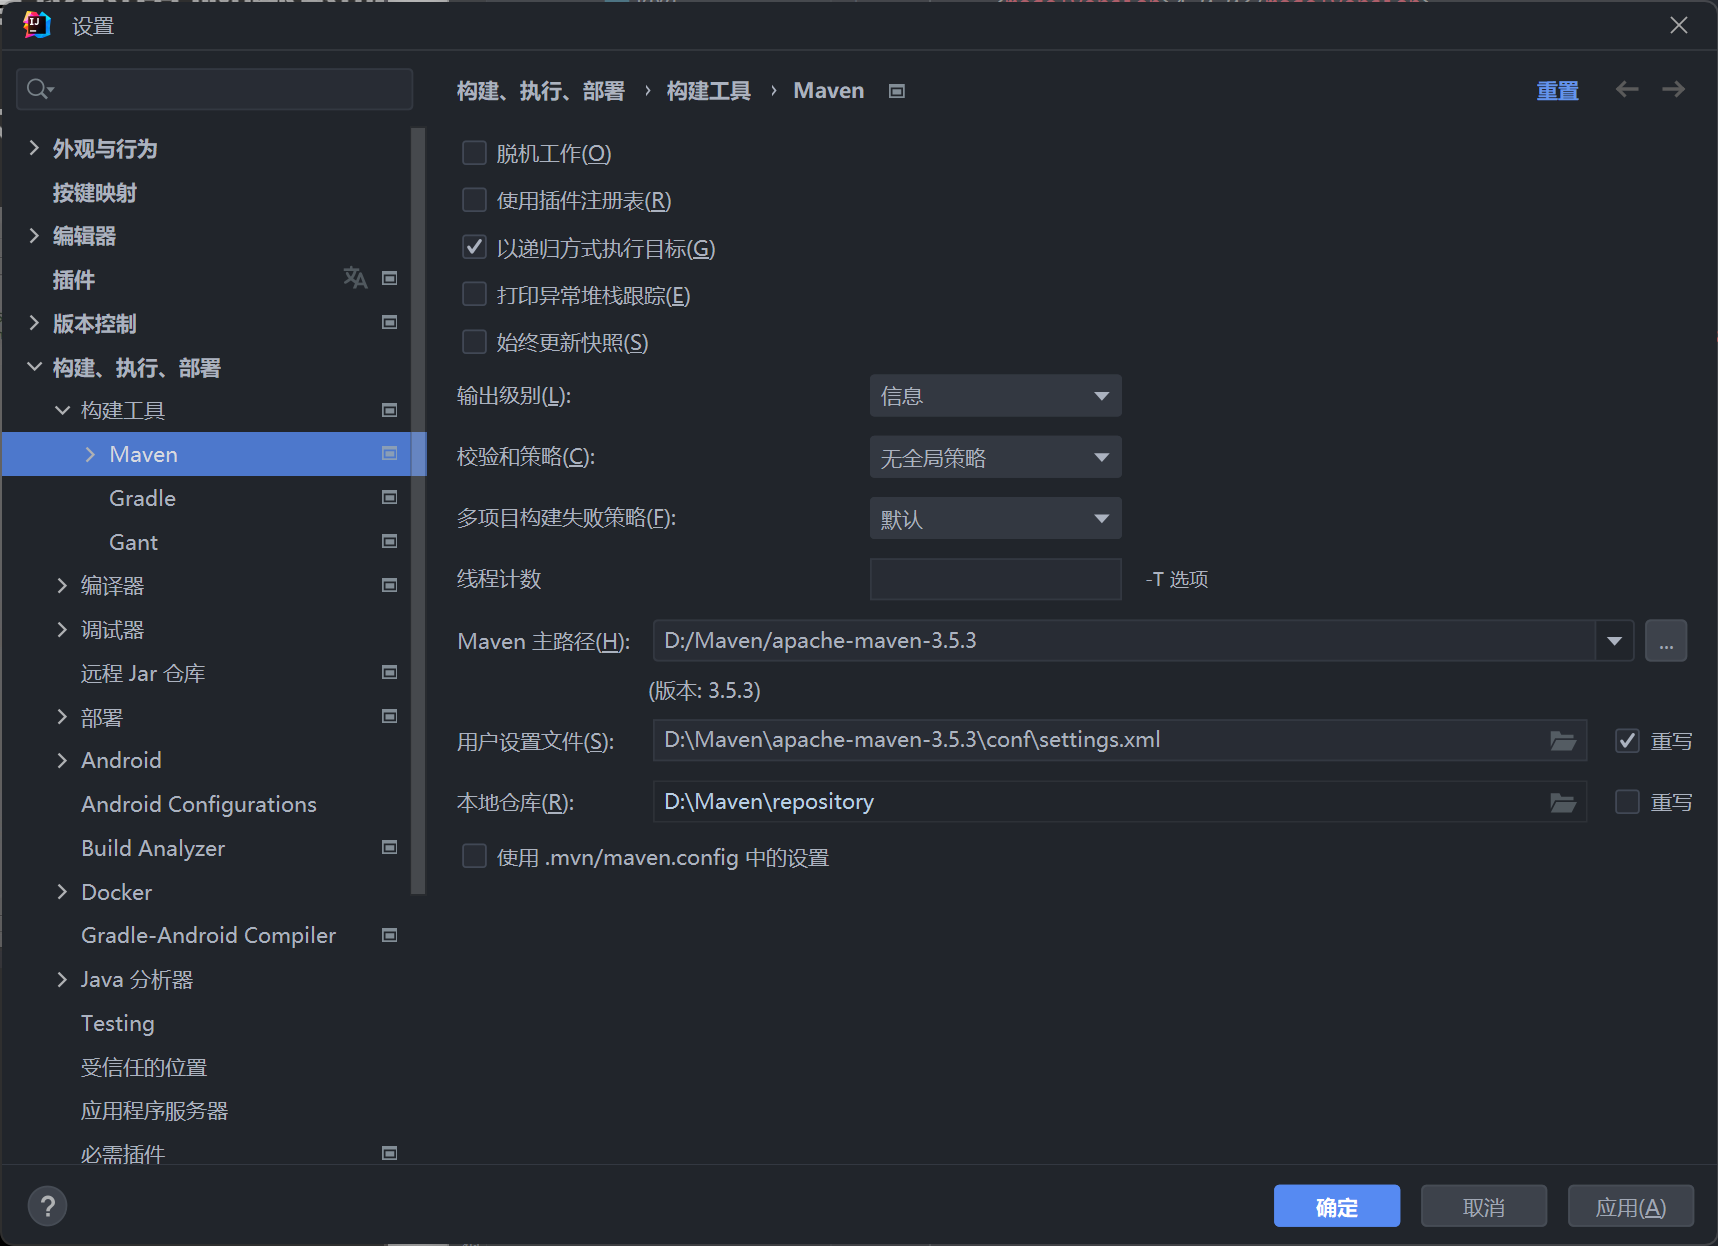 设置
外观与行为
按键映射
编辑器
插件
版本控制
构建、执行、部署
构建工具
Maven
Gradle
Gant
编译器
调试器
远程 Jar 仓库
部署
Android
Android Configurations
Build Analyzer
Docker
Gradle-Android Compiler
Java 分析器
Testing
受信任的位置
应用程序服务器
必需插件
构建、执行、部署 › 构建工具 › Maven
重置
脱机工作(O)
使用插件注册表(R)
以递归方式执行目标(G)
打印异常堆栈跟踪(E)
始终更新快照(S)
输出级别(L): 信息
校验和策略(C): 无全局策略
多项目构建失败策略(F): 默认
线程计数 -T 选项
Maven 主路径(H): D:/Maven/apache-maven-3.5.3 ...
(版本: 3.5.3)
用户设置文件(S): D:\Maven\apache-maven-3.5.3\conf\settings.xml 重写
本地仓库(R): D:\Maven\repository 重写
使用 .mvn/maven.config 中的设置
?
确定 取消 应用(A)